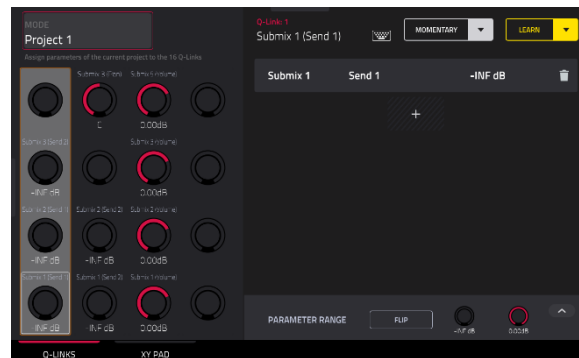 MODE
Project 1
Assign parameters of the current project to the 16 Q-Links
Submix 3 (Pan) Submix 4 (Volume)
C 0.00dB
Submix 3 (Send 2) Submix 3 (Volume)
-INF dB 0.00dB
Submix 2 (Send 1) Submix 2 (Send 2) Submix 2 (Volume)
-INF dB -INF dB 0.00dB
Submix 1 (Send 1) Submix 1 (Send 2) Submix 1 (Volume)
-INF dB -INF dB 0.00dB
Q-LINKS XY PAD
Q-Link: 1
Submix 1 (Send 1) MOMENTARY LEARN
Submix 1 Send 1 -INF dB
+
PARAMETER RANGE FLIP -INF dB 0.00dB